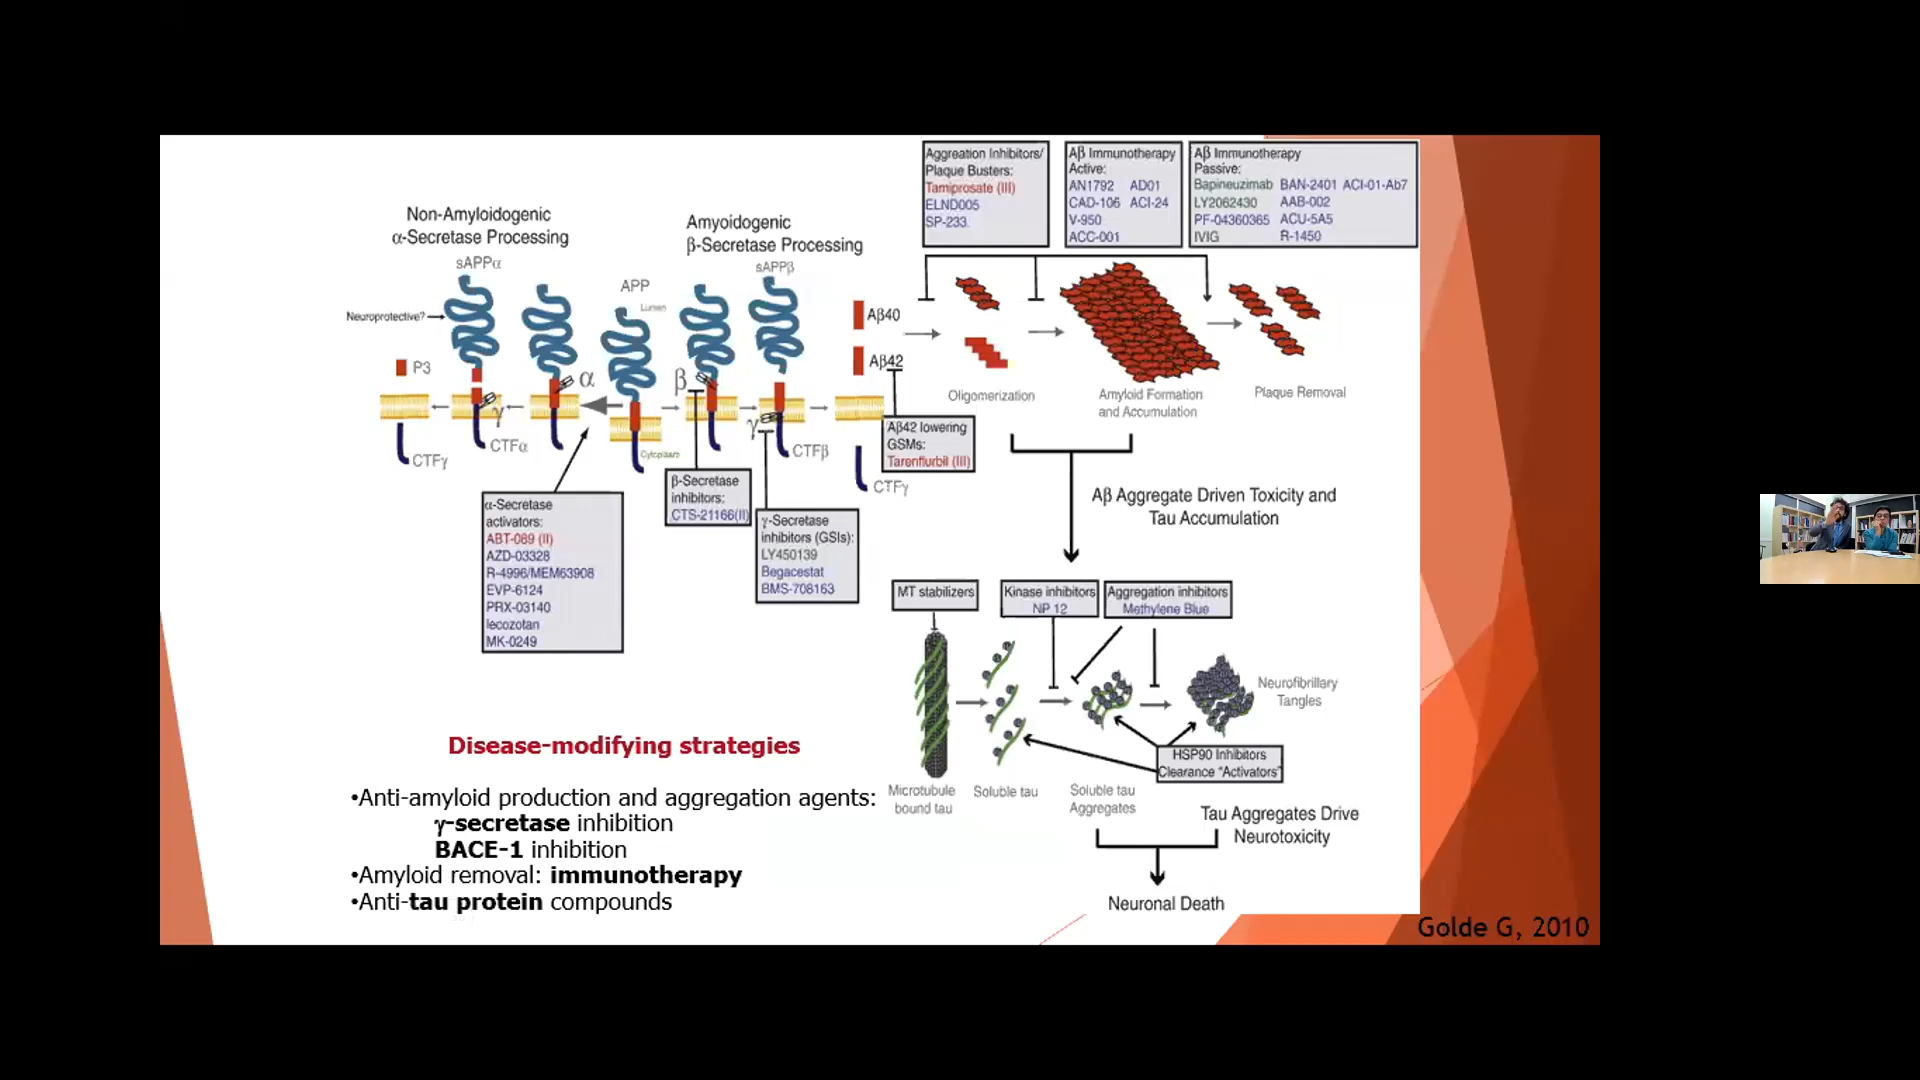 Aggreation Inhibitors/
Plaque Busters:
Tamiprosate (III)
ELND005
SP-233.
Aβ Immunotherapy
Active:
AN1792 AD01
CAD-106 ACI-24
V-950
ACC-001
Aβ Immunotherapy
Passive:
Bapineuzimab BAN-2401 ACI-01-Ab7
LY2062430 AAB-002
PF-04360365 ACU-5A5
IVIG R-1450
Non-Amyloidogenic
α-Secretase Processing
Amyoidogenic
β-Secretase Processing
sAPPα
sAPPβ
APP
Lumen
Neuroprotective?
Aβ40
Aβ42
P3
α
β
γ
γ
Oligomerization
Amyloid Formation
and Accumulation
Plaque Removal
CTFγ
CTFα
Cytoplasm
CTFβ
CTFγ
Aβ42 lowering
GSMs:
Tarenflurbil (III)
β-Secretase
inhibitors:
CTS-21166(II)
α-Secretase
activators:
ABT-089 (II)
AZD-03328
R-4996/MEM63908
EVP-6124
PRX-03140
lecozotan
MK-0249
γ-Secretase
inhibitors (GSIs):
LY450139
Begacestat
BMS-708163
Aβ Aggregate Driven Toxicity and
Tau Accumulation
MT stabilizers
Kinase inhibitors
NP 12
Aggregation inhibitors
Methylene Blue
Neurofibrillary
Tangles
HSP90 Inhibitors
Clearance "Activators"
Microtubule
bound tau
Soluble tau
Soluble tau
Aggregates
Tau Aggregates Drive
Neurotoxicity
Neuronal Death
Disease-modifying strategies
•Anti-amyloid production and aggregation agents:
γ-secretase inhibition
BACE-1 inhibition
•Amyloid removal: immunotherapy
•Anti-tau protein compounds
Golde G, 2010